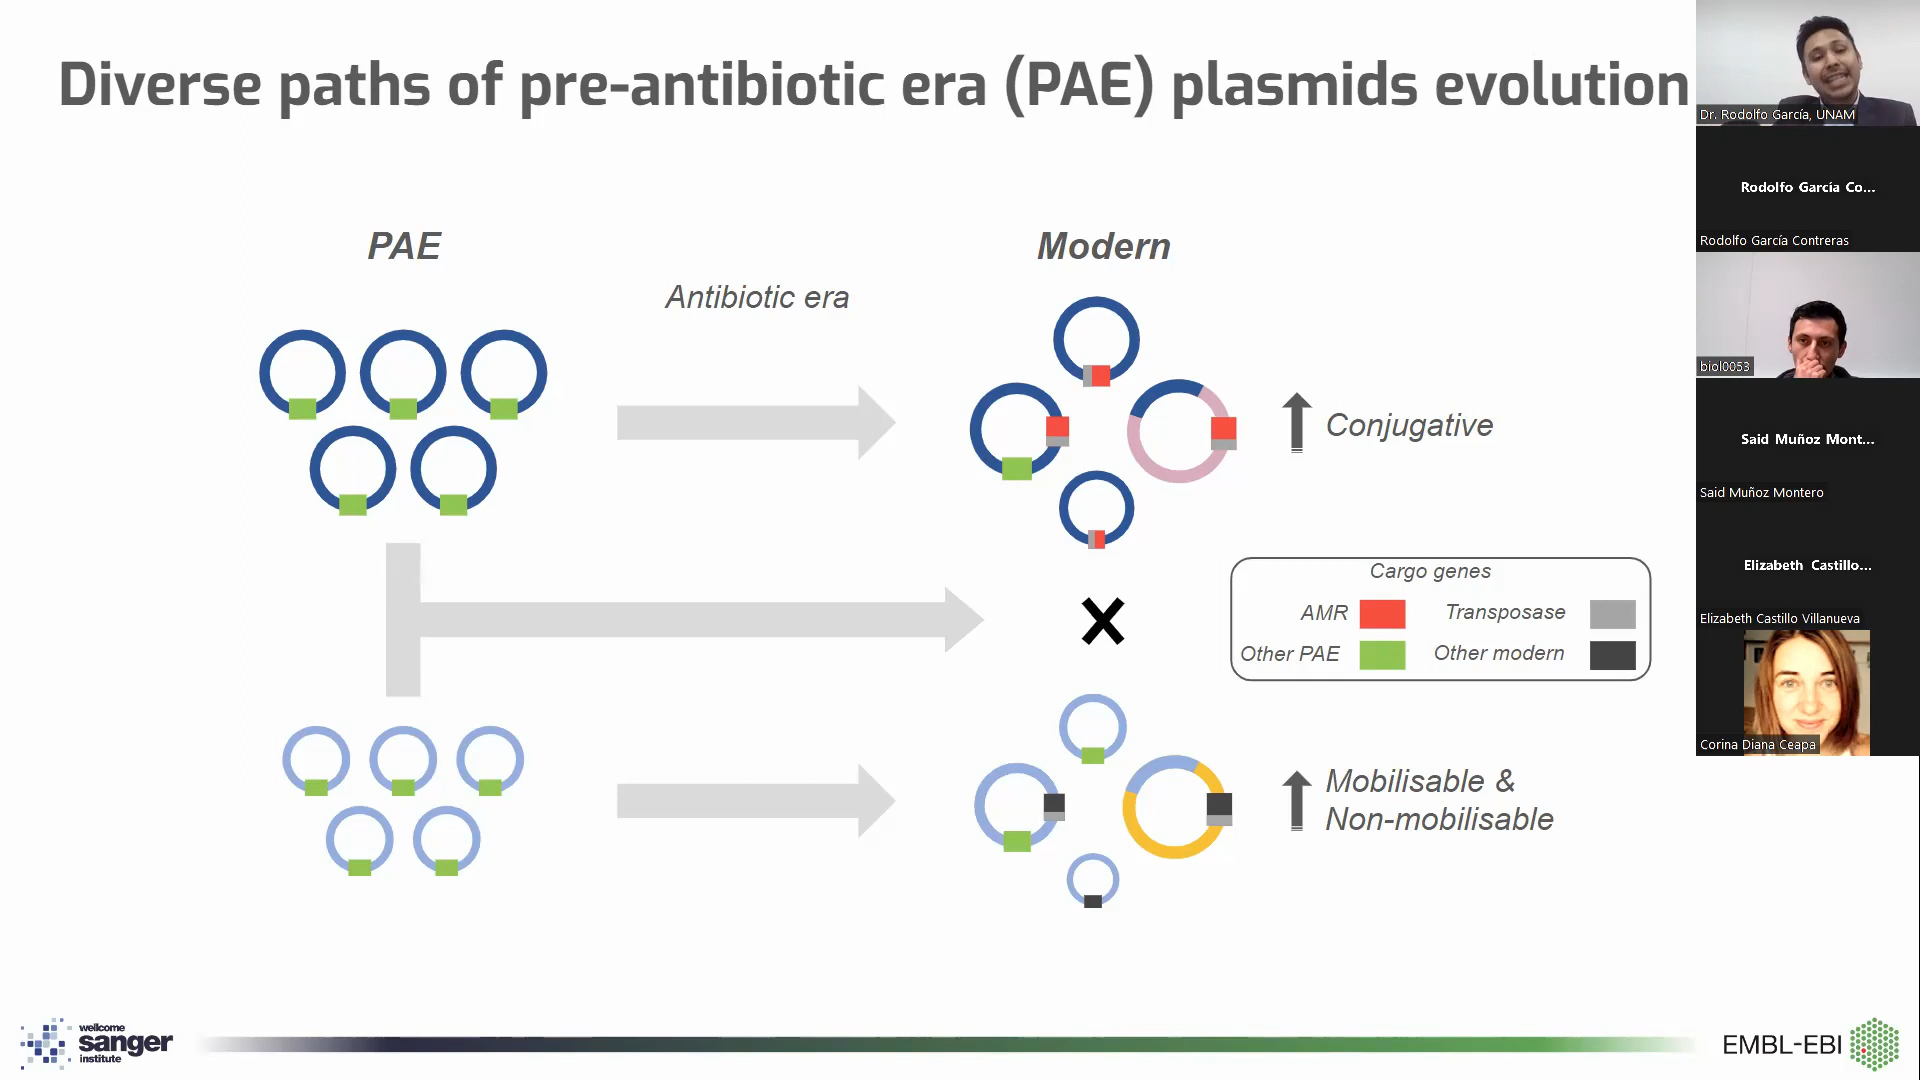 Diverse paths of pre-antibiotic era (PAE) plasmids evolution
PAE
Antibiotic era
Modern
Conjugative
Cargo genes
AMR
Transposase
Other PAE
Other modern
Mobilisable &
Non-mobilisable
wellcome
sanger
institute
EMBL-EBI
Dr. Rodolfo García, UNAM
Rodolfo García Co...
Rodolfo García Contreras
biol0053
Said Muñoz Mont...
Said Muñoz Montero
Elizabeth Castillo...
Elizabeth Castillo Villanueva
Corina Diana Ceapa